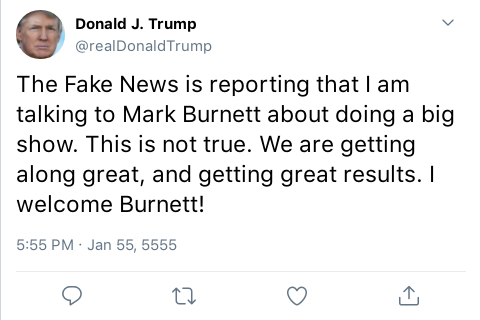 Donald J. Trump
@realDonaldTrump
The Fake News is reporting that I am
talking to Mark Burnett about doing a big
show. This is not true. We are getting
along great, and getting great results. I
welcome Burnett!
5:55 PM · Jan 55, 5555